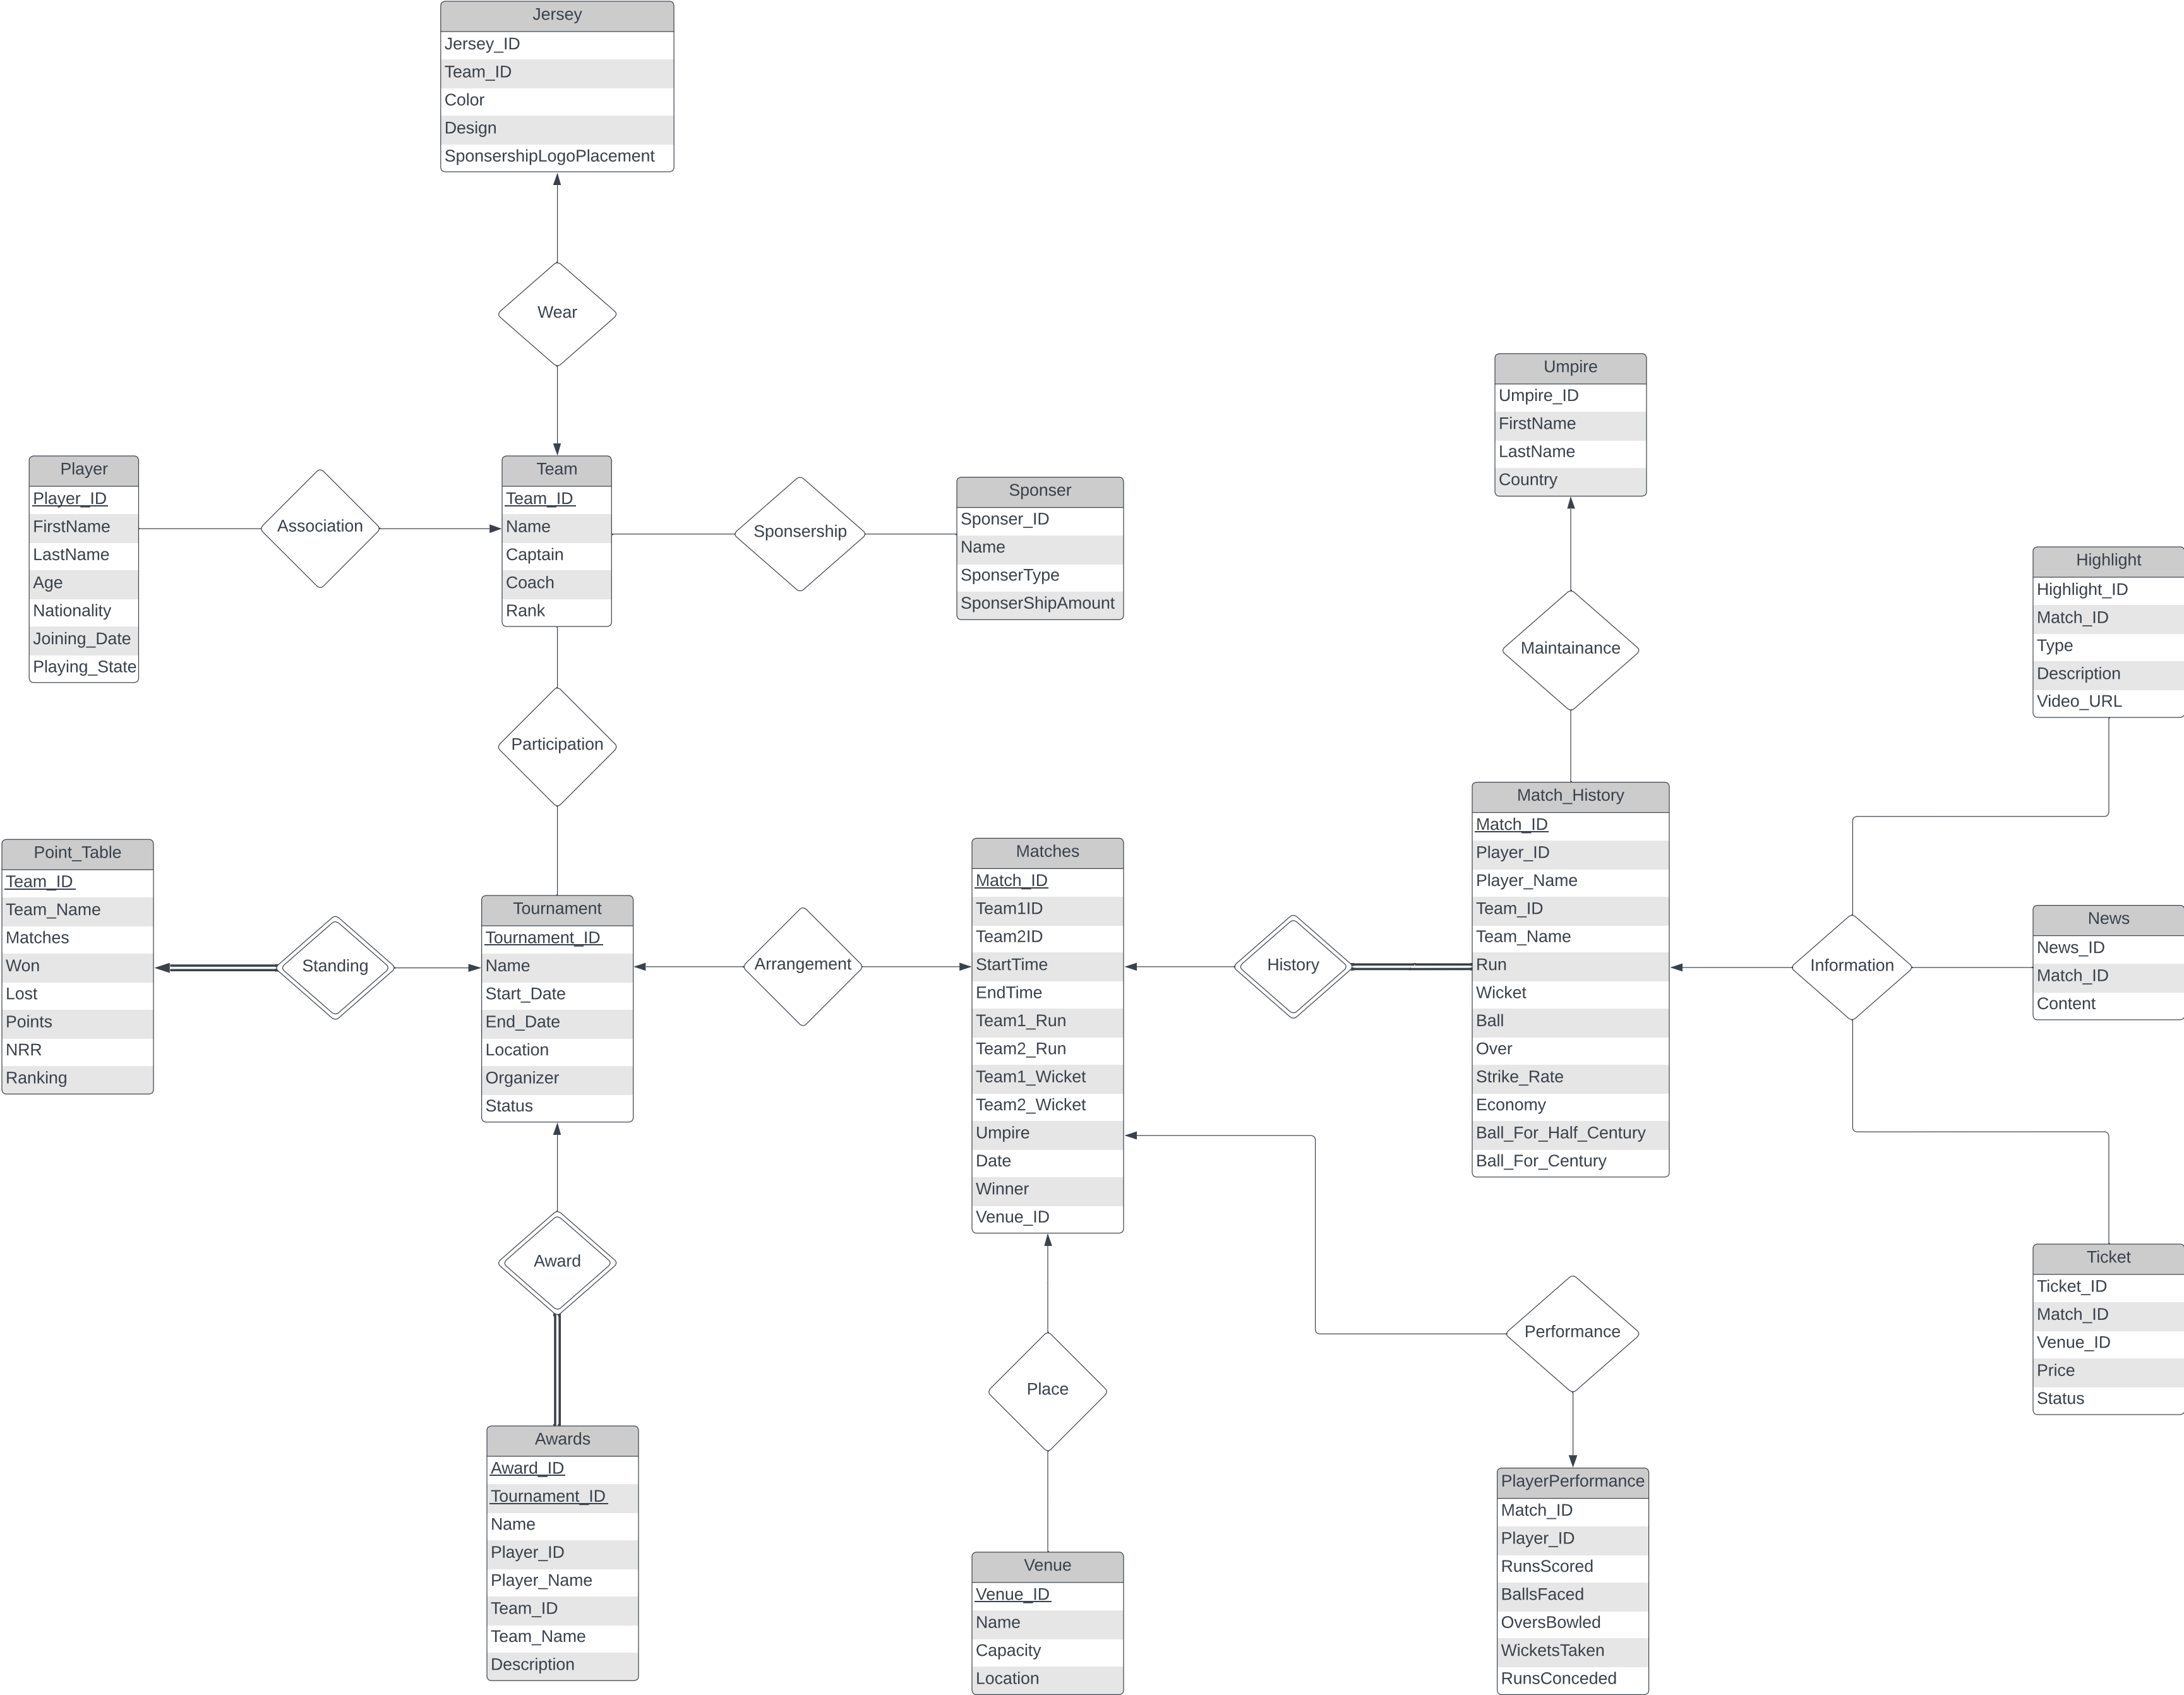 Jersey
Jersey_ID
Team_ID
Color
Design
SponsershipLogoPlacement
Wear
Player
Player_ID
FirstName
LastName
Age
Nationality
Joining_Date
Playing_State
Association
Team
Team_ID
Name
Captain
Coach
Rank
Sponsership
Sponser
Sponser_ID
Name
SponserType
SponserShipAmount
Umpire
Umpire_ID
FirstName
LastName
Country
Maintainance
Highlight
Highlight_ID
Match_ID
Type
Description
Video_URL
Participation
Point_Table
Team_ID
Team_Name
Matches
Won
Lost
Points
NRR
Ranking
Standing
Tournament
Tournament_ID
Name
Start_Date
End_Date
Location
Organizer
Status
Arrangement
Matches
Match_ID
Team1ID
Team2ID
StartTime
EndTime
Team1_Run
Team2_Run
Team1_Wicket
Team2_Wicket
Umpire
Date
Winner
Venue_ID
History
Match_History
Match_ID
Player_ID
Player_Name
Team_ID
Team_Name
Run
Wicket
Ball
Over
Strike_Rate
Economy
Ball_For_Half_Century
Ball_For_Century
Information
News
News_ID
Match_ID
Content
Award
Awards
Award_ID
Tournament_ID
Name
Player_ID
Player_Name
Team_ID
Team_Name
Description
Place
Venue
Venue_ID
Name
Capacity
Location
Performance
PlayerPerformance
Match_ID
Player_ID
RunsScored
BallsFaced
OversBowled
WicketsTaken
RunsConceded
Ticket
Ticket_ID
Match_ID
Venue_ID
Price
Status